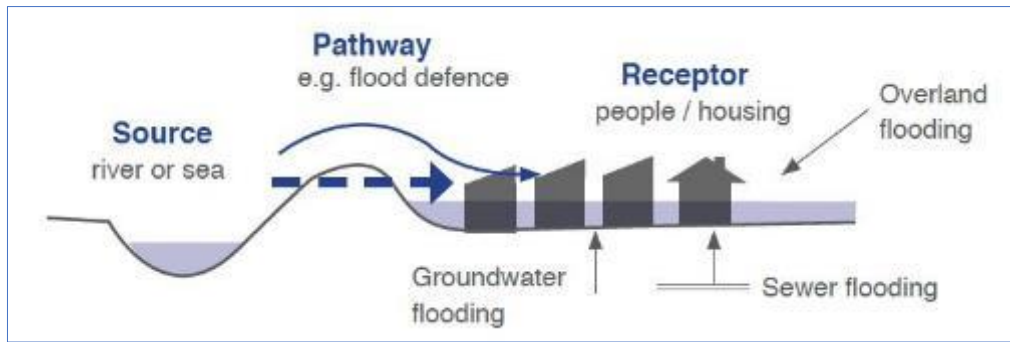 Pathway
e.g. flood defence
Receptor
people / housing
Overland
flooding
Source
river or sea
Groundwater
flooding
Sewer flooding